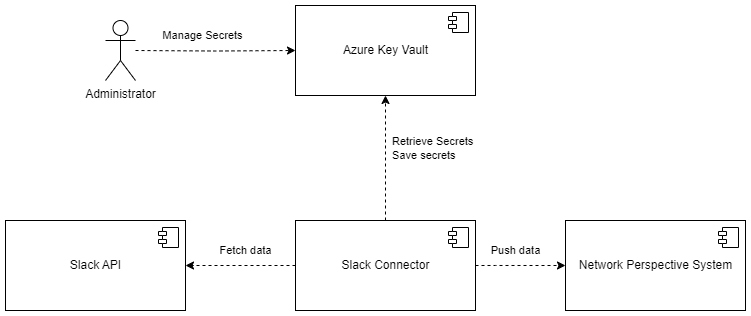 Manage Secrets
Azure Key Vault
Administrator
Retrieve Secrets
Save secrets
Slack API
Fetch data
Slack Connector
Push data
Network Perspective System